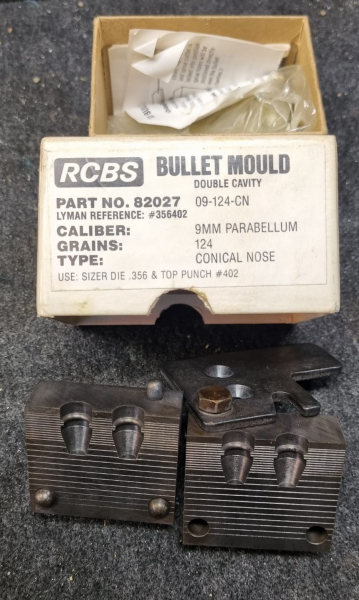 RCBS BULLET MOULD
DOUBLE CAVITY
PART NO. 82027 09-124-CN
LYMAN REFERENCE: #356402
CALIBER: 9MM PARABELLUM
GRAINS: 124
TYPE: CONICAL NOSE
USE: SIZER DIE .356 & TOP PUNCH #402